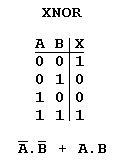 XNOR
A B X
0 0 1
0 1 0
1 0 0
1 1 1
A̅.B̅ + A.B